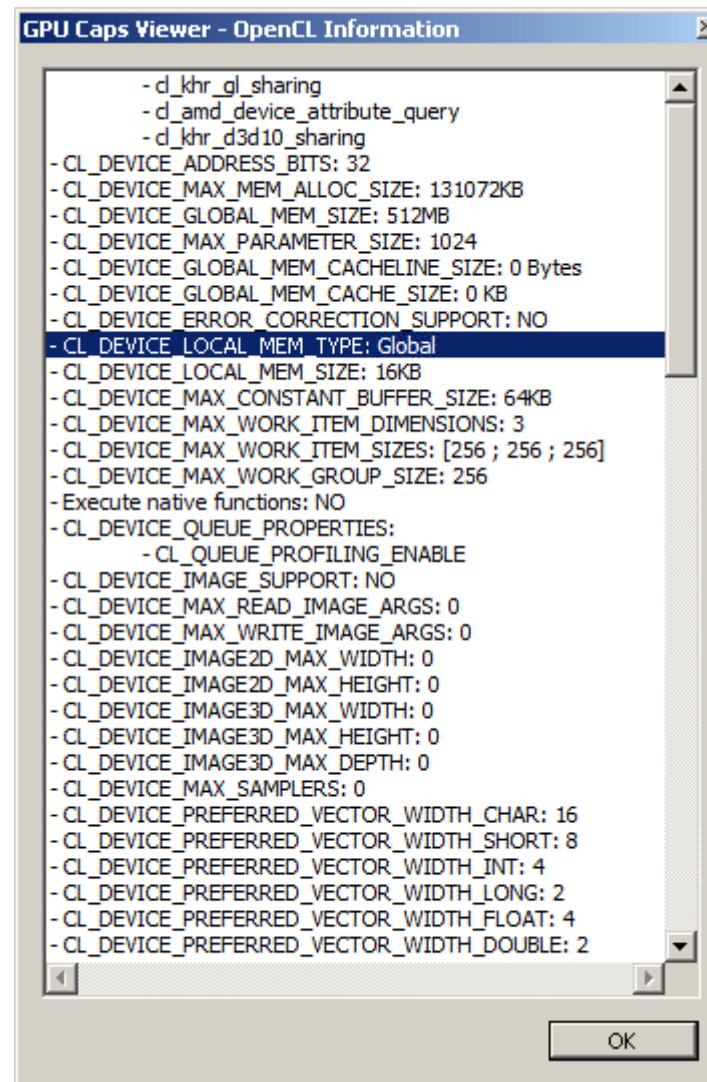 GPU Caps Viewer - OpenCL Information
- cl_khr_gl_sharing
- cl_amd_device_attribute_query
- cl_khr_d3d10_sharing
- CL_DEVICE_ADDRESS_BITS: 32
- CL_DEVICE_MAX_MEM_ALLOC_SIZE: 131072KB
- CL_DEVICE_GLOBAL_MEM_SIZE: 512MB
- CL_DEVICE_MAX_PARAMETER_SIZE: 1024
- CL_DEVICE_GLOBAL_MEM_CACHELINE_SIZE: 0 Bytes
- CL_DEVICE_GLOBAL_MEM_CACHE_SIZE: 0 KB
- CL_DEVICE_ERROR_CORRECTION_SUPPORT: NO
- CL_DEVICE_LOCAL_MEM_TYPE: Global
- CL_DEVICE_LOCAL_MEM_SIZE: 16KB
- CL_DEVICE_MAX_CONSTANT_BUFFER_SIZE: 64KB
- CL_DEVICE_MAX_WORK_ITEM_DIMENSIONS: 3
- CL_DEVICE_MAX_WORK_ITEM_SIZES: [256 ; 256 ; 256]
- CL_DEVICE_MAX_WORK_GROUP_SIZE: 256
- Execute native functions: NO
- CL_DEVICE_QUEUE_PROPERTIES:
- CL_QUEUE_PROFILING_ENABLE
- CL_DEVICE_IMAGE_SUPPORT: NO
- CL_DEVICE_MAX_READ_IMAGE_ARGS: 0
- CL_DEVICE_MAX_WRITE_IMAGE_ARGS: 0
- CL_DEVICE_IMAGE2D_MAX_WIDTH: 0
- CL_DEVICE_IMAGE2D_MAX_HEIGHT: 0
- CL_DEVICE_IMAGE3D_MAX_WIDTH: 0
- CL_DEVICE_IMAGE3D_MAX_HEIGHT: 0
- CL_DEVICE_IMAGE3D_MAX_DEPTH: 0
- CL_DEVICE_MAX_SAMPLERS: 0
- CL_DEVICE_PREFERRED_VECTOR_WIDTH_CHAR: 16
- CL_DEVICE_PREFERRED_VECTOR_WIDTH_SHORT: 8
- CL_DEVICE_PREFERRED_VECTOR_WIDTH_INT: 4
- CL_DEVICE_PREFERRED_VECTOR_WIDTH_LONG: 2
- CL_DEVICE_PREFERRED_VECTOR_WIDTH_FLOAT: 4
- CL_DEVICE_PREFERRED_VECTOR_WIDTH_DOUBLE: 2
OK